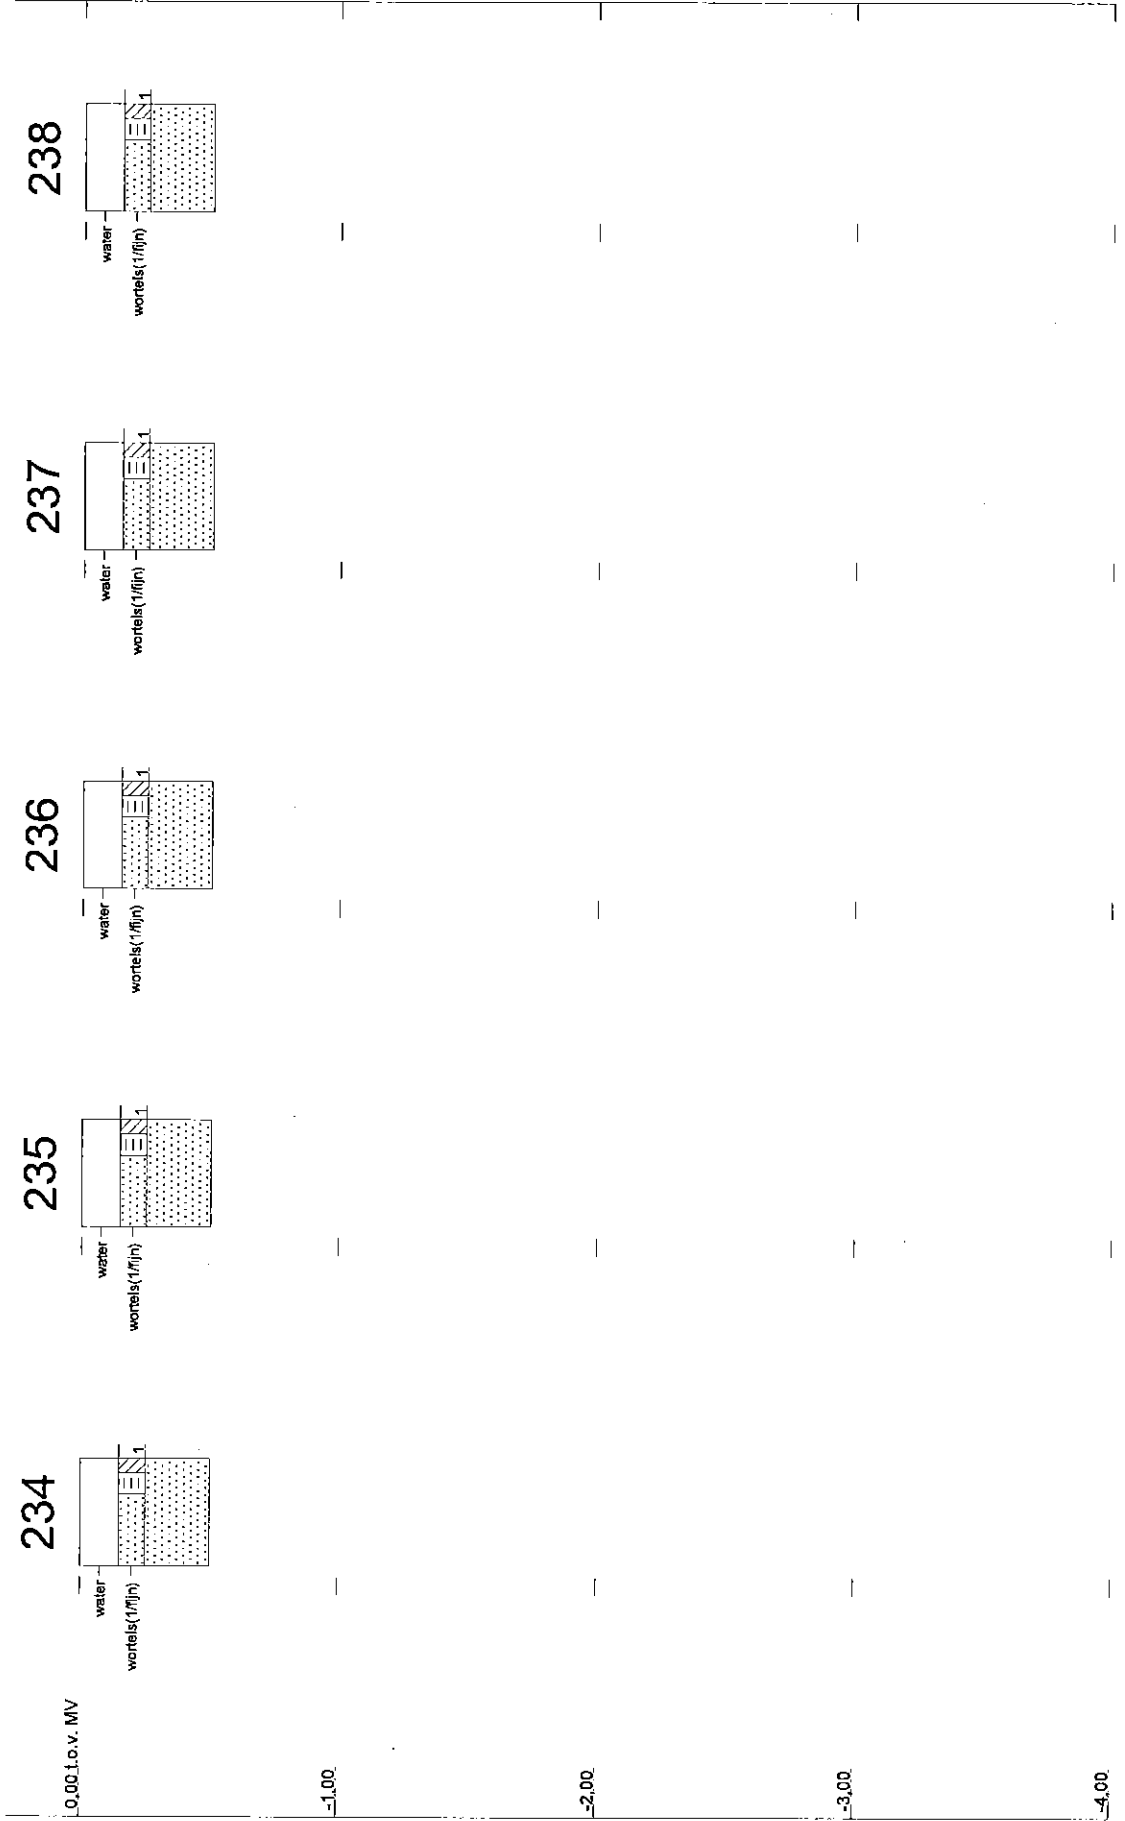 234
235
236
237
238
0,00 t.o.v. MV
water
wortels(1/fijn)
1
water
wortels(1/fijn)
1
water
wortels(1/fijn)
1
water
wortels(1/fijn)
1
water
wortels(1/fijn)
1
-1,00
-2,00
-3,00
-4,00